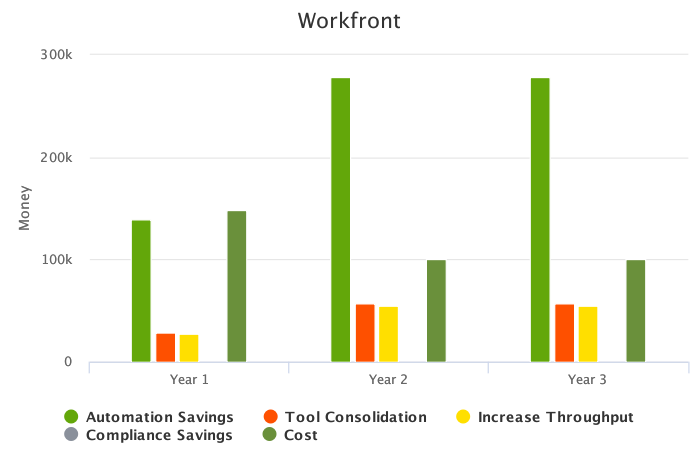 Workfront
300k
200k
100k
0
Money
Year 1
Year 2
Year 3
Automation Savings
Tool Consolidation
Increase Throughput
Compliance Savings
Cost